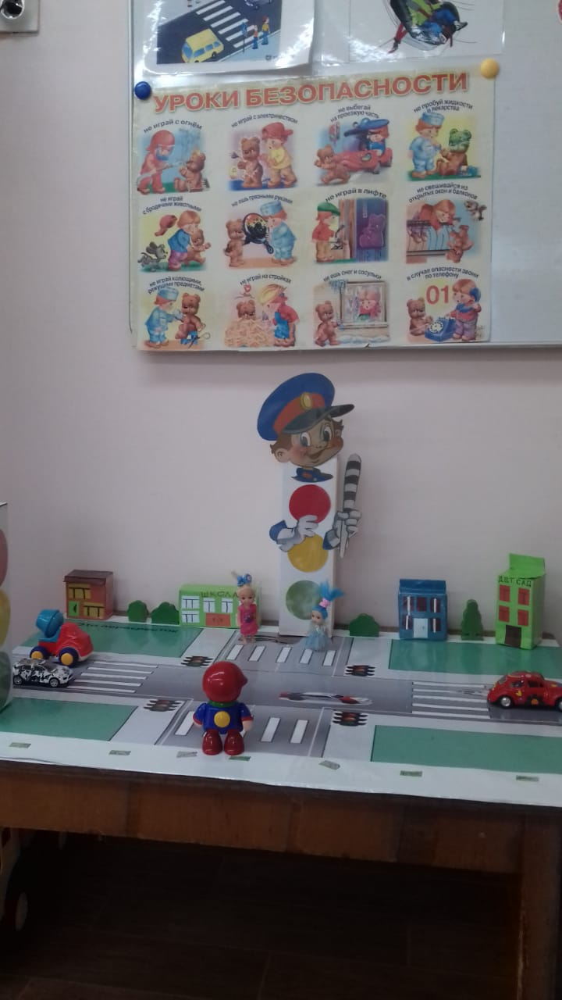 УРОКИ БЕЗОПАСНОСТИ
не играй с огнём
не играй с электричеством
не выбегай
на проезжую часть
не пробуй жидкости
и лекарства
не играй
с бродячими животными
не ешь грязными руками
не играй в лифте
не свешивайся из
открытых окон и балконов
не играй колющими,
режущими предметами
не играй на стройках
не ешь снег и сосульки
в случае опасности звони
по телефону
01
ШКОЛА
ДЕТ САД